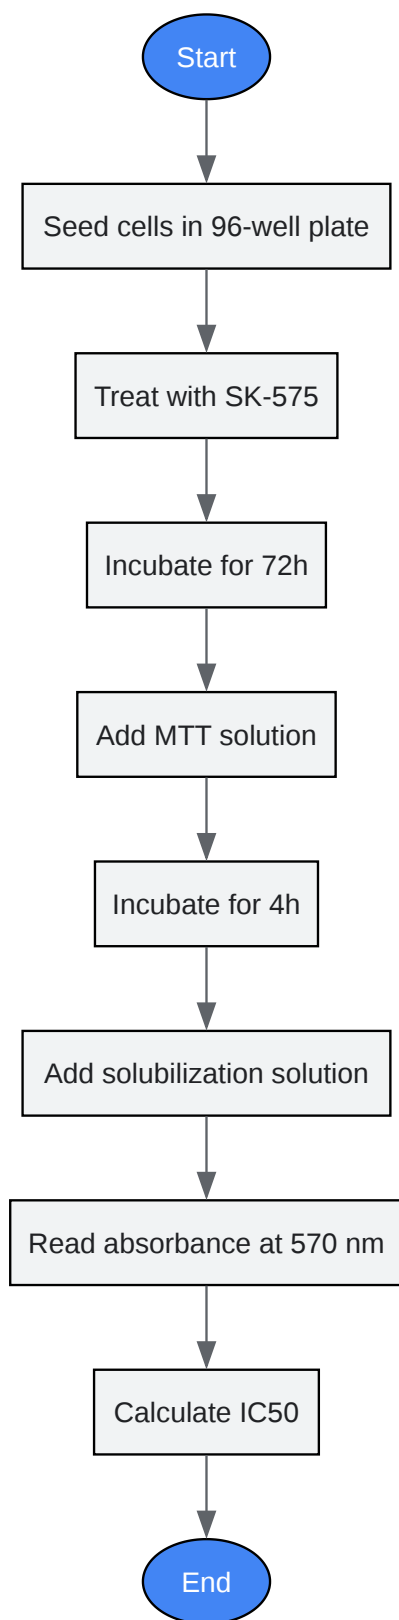 Start
Seed cells in 96-well plate
Treat with SK-575
Incubate for 72h
Add MTT solution
Incubate for 4h
Add solubilization solution
Read absorbance at 570 nm
Calculate IC50
End